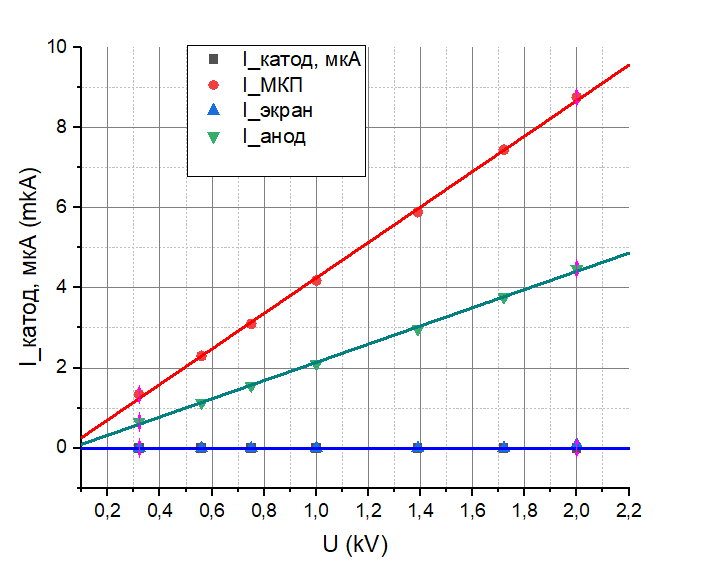 I_катод, мкА
I_МКП
I_экран
I_анод
I_катод, мкА (mkA)
10
8
6
4
2
0
0,2 0,4 0,6 0,8 1,0 1,2 1,4 1,6 1,8 2,0 2,2
U (kV)